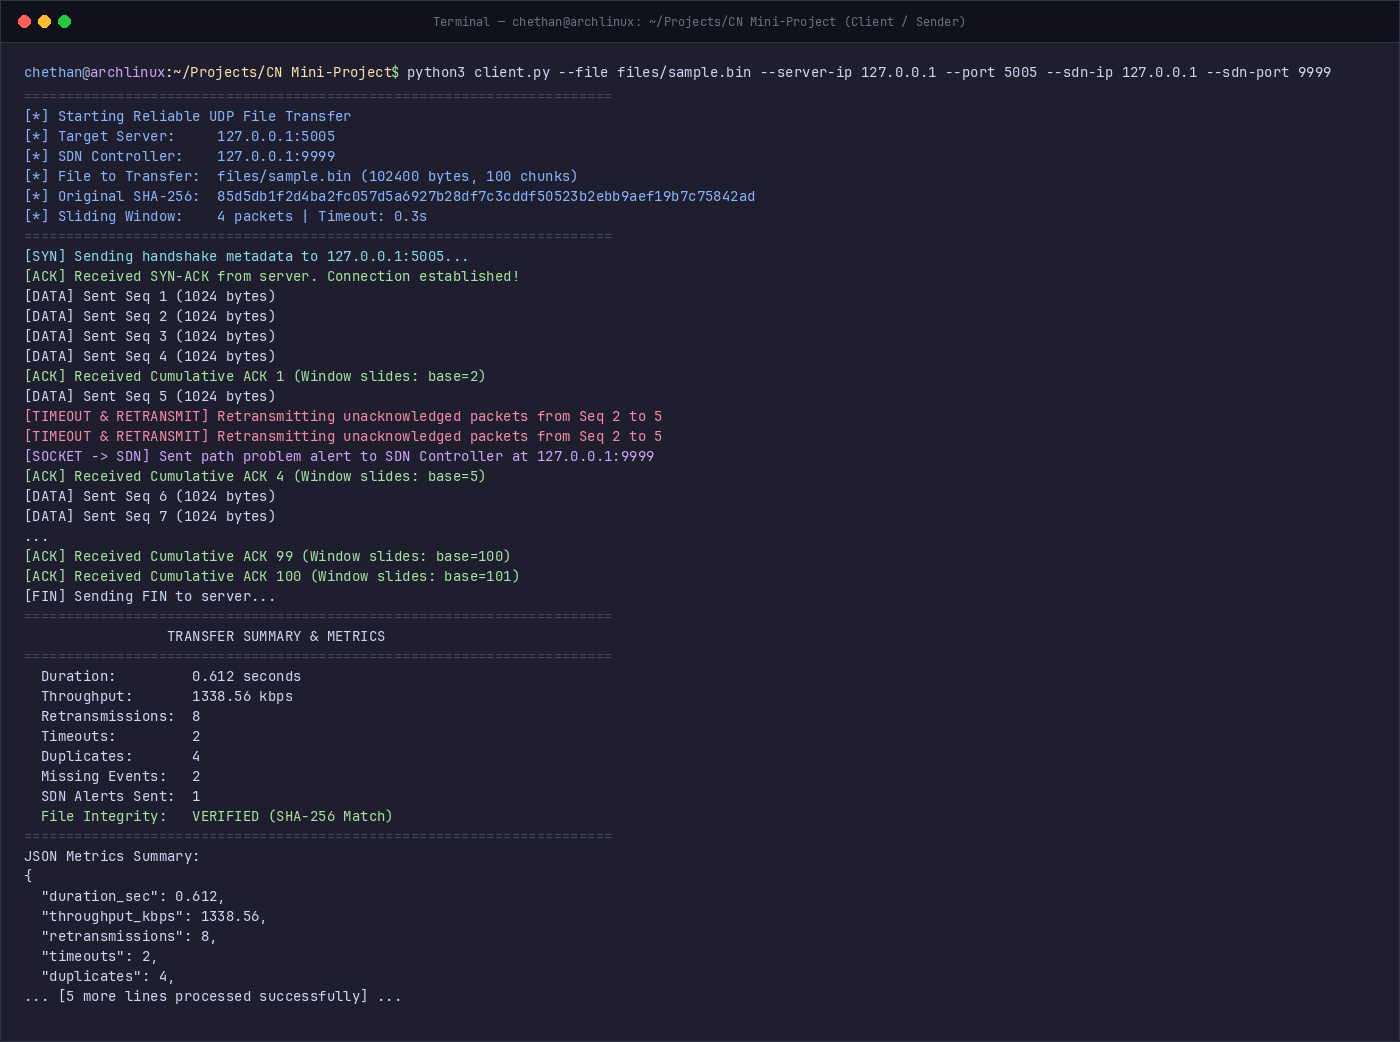 Terminal — chethan@archlinux: ~/Projects/CN Mini-Project (Client / Sender)
chethan@archlinux:~/Projects/CN Mini-Project$ python3 client.py --file files/sample.bin --server-ip 127.0.0.1 --port 5005 --sdn-ip 127.0.0.1 --sdn-port 9999
======================================================================
[*] Starting Reliable UDP File Transfer
[*] Target Server:     127.0.0.1:5005
[*] SDN Controller:    127.0.0.1:9999
[*] File to Transfer:  files/sample.bin (102400 bytes, 100 chunks)
[*] Original SHA-256:  85d5db1f2d4ba2fc057d5a6927b28df7c3cddf50523b2ebb9aef19b7c75842ad
[*] Sliding Window:    4 packets | Timeout: 0.3s
======================================================================
[SYN] Sending handshake metadata to 127.0.0.1:5005...
[ACK] Received SYN-ACK from server. Connection established!
[DATA] Sent Seq 1 (1024 bytes)
[DATA] Sent Seq 2 (1024 bytes)
[DATA] Sent Seq 3 (1024 bytes)
[DATA] Sent Seq 4 (1024 bytes)
[ACK] Received Cumulative ACK 1 (Window slides: base=2)
[DATA] Sent Seq 5 (1024 bytes)
[TIMEOUT & RETRANSMIT] Retransmitting unacknowledged packets from Seq 2 to 5
[TIMEOUT & RETRANSMIT] Retransmitting unacknowledged packets from Seq 2 to 5
[SOCKET -> SDN] Sent path problem alert to SDN Controller at 127.0.0.1:9999
[ACK] Received Cumulative ACK 4 (Window slides: base=5)
[DATA] Sent Seq 6 (1024 bytes)
[DATA] Sent Seq 7 (1024 bytes)
...
[ACK] Received Cumulative ACK 99 (Window slides: base=100)
[ACK] Received Cumulative ACK 100 (Window slides: base=101)
[FIN] Sending FIN to server...
======================================================================
                 TRANSFER SUMMARY & METRICS
======================================================================
  Duration:         0.612 seconds
  Throughput:       1338.56 kbps
  Retransmissions:  8
  Timeouts:         2
  Duplicates:       4
  Missing Events:   2
  SDN Alerts Sent:  1
  File Integrity:   VERIFIED (SHA-256 Match)
======================================================================
JSON Metrics Summary:
{
  "duration_sec": 0.612,
  "throughput_kbps": 1338.56,
  "retransmissions": 8,
  "timeouts": 2,
  "duplicates": 4,
... [5 more lines processed successfully] ...